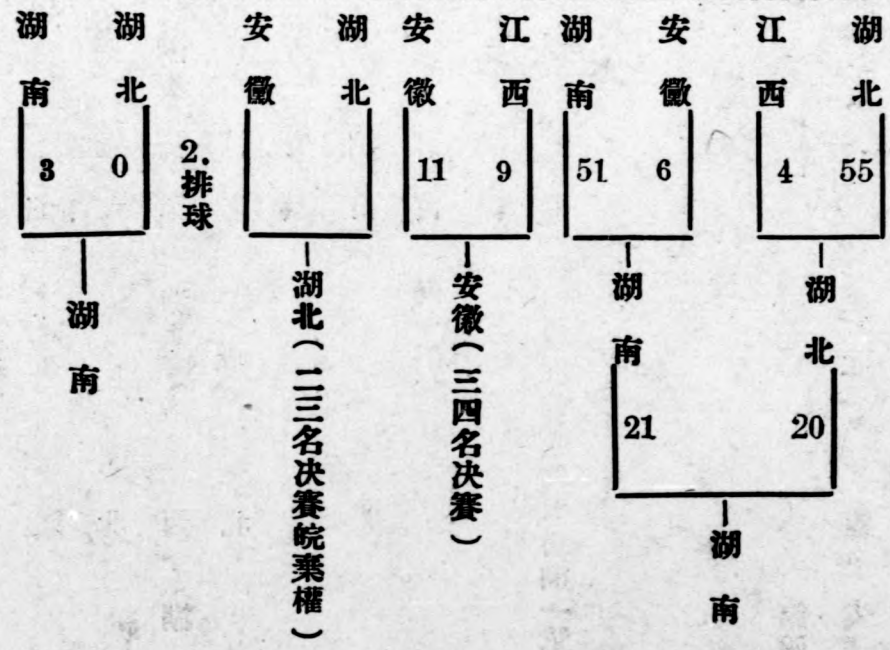 湖北 55
江西 4
湖北
安徽 6
湖南 51
湖南
20
21
湖南
江西 9
安徽 11
安徽(三四名决賽)
湖北
安徽
湖北(二三名决賽皖棄權)
2.排球
湖北 0
湖南 3
湖南